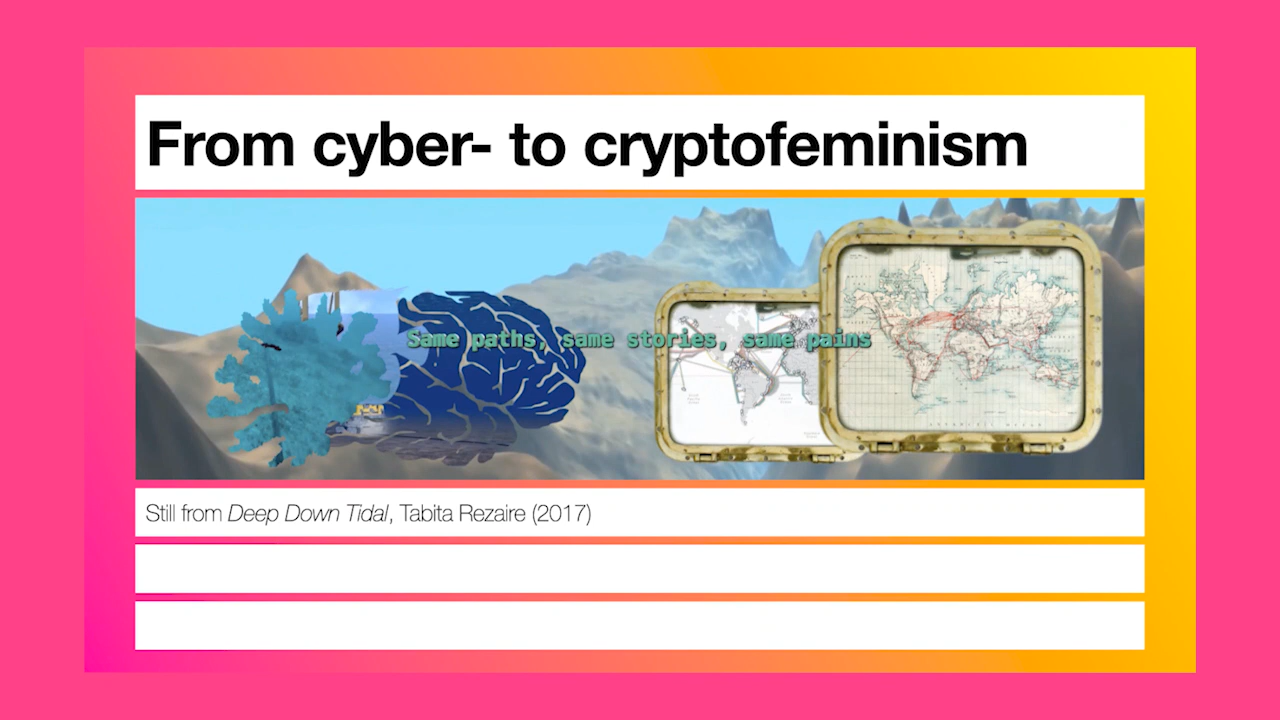 From cyber- to cryptofeminism
Same paths, same stories, same pains
Still from Deep Down Tidal, Tabita Rezaire (2017)